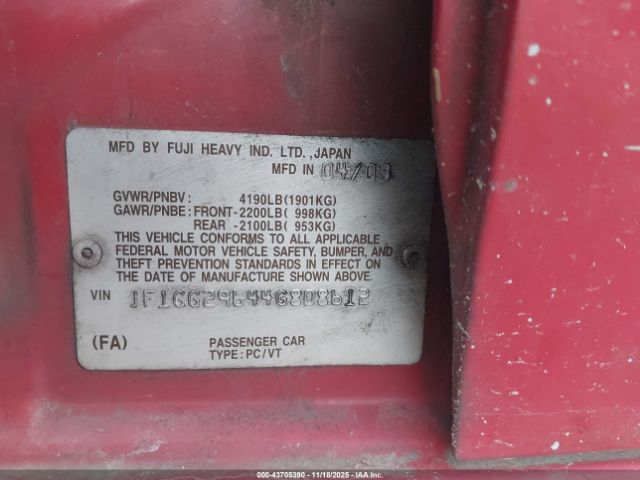 MFD BY FUJI HEAVY IND. LTD.,JAPAN
MFD IN 04/03
GVWR/PNBV: 4190LB(1901KG)
GAWR/PNBE: FRONT-2200LB( 998KG)
REAR -2100LB( 953KG)
THIS VEHICLE CONFORMS TO ALL APPLICABLE
FEDERAL MOTOR VEHICLE SAFETY, BUMPER, AND
THEFT PREVENTION STANDARDS IN EFFECT ON THE
DATE OF MANUFACTURE SHOWN ABOVE.
VIN JF1GG29644G808612
(FA) PASSENGER CAR
TYPE:PC/VT
000-43705390 - 11/18/2025 - IAA Inc.